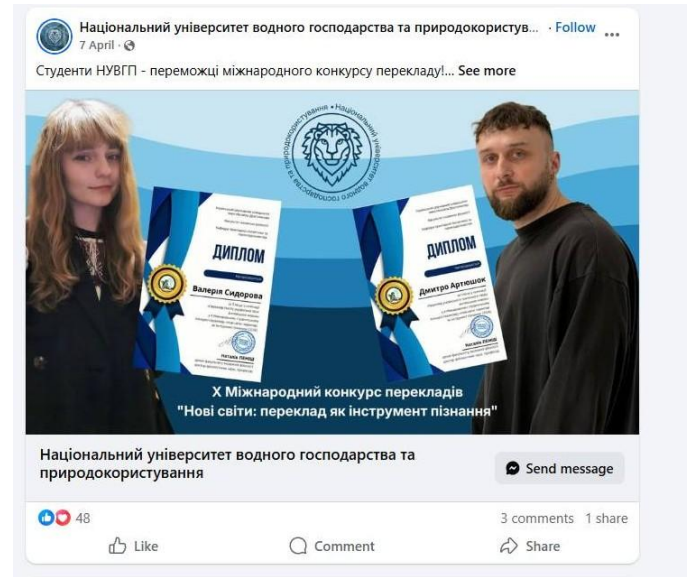 Національний університет водного господарства та природокористув... · Follow
7 April ·
Студенти НУВГП - переможці міжнародного конкурсу перекладу!... See more
Національний університет водного господарства та природокористування
ДИПЛОМ
Валерія Сидорова
Наталія ПЕНЮШ
ДИПЛОМ
Дмитро Артюшок
X Міжнародний конкурс перекладів
"Нові світи: переклад як інструмент пізнання"
Національний університет водного господарства та
природокористування
Send message
48
3 comments 1 share
Like
Comment
Share